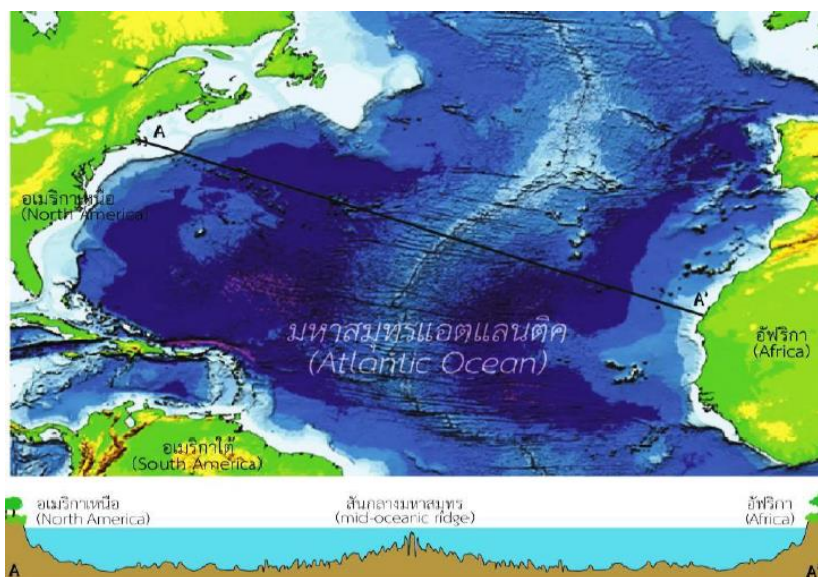 A
อเมริกาเหนือ
(North America)
A'
มหาสมุทรแอตแลนติค
(Atlantic Ocean)
อัฟริกา
(Africa)
อเมริกาใต้
(South America)
อเมริกาเหนือ
(North America)
สันกลางมหาสมุทร
(mid-oceanic ridge)
อัฟริกา
(Africa)
A
A'